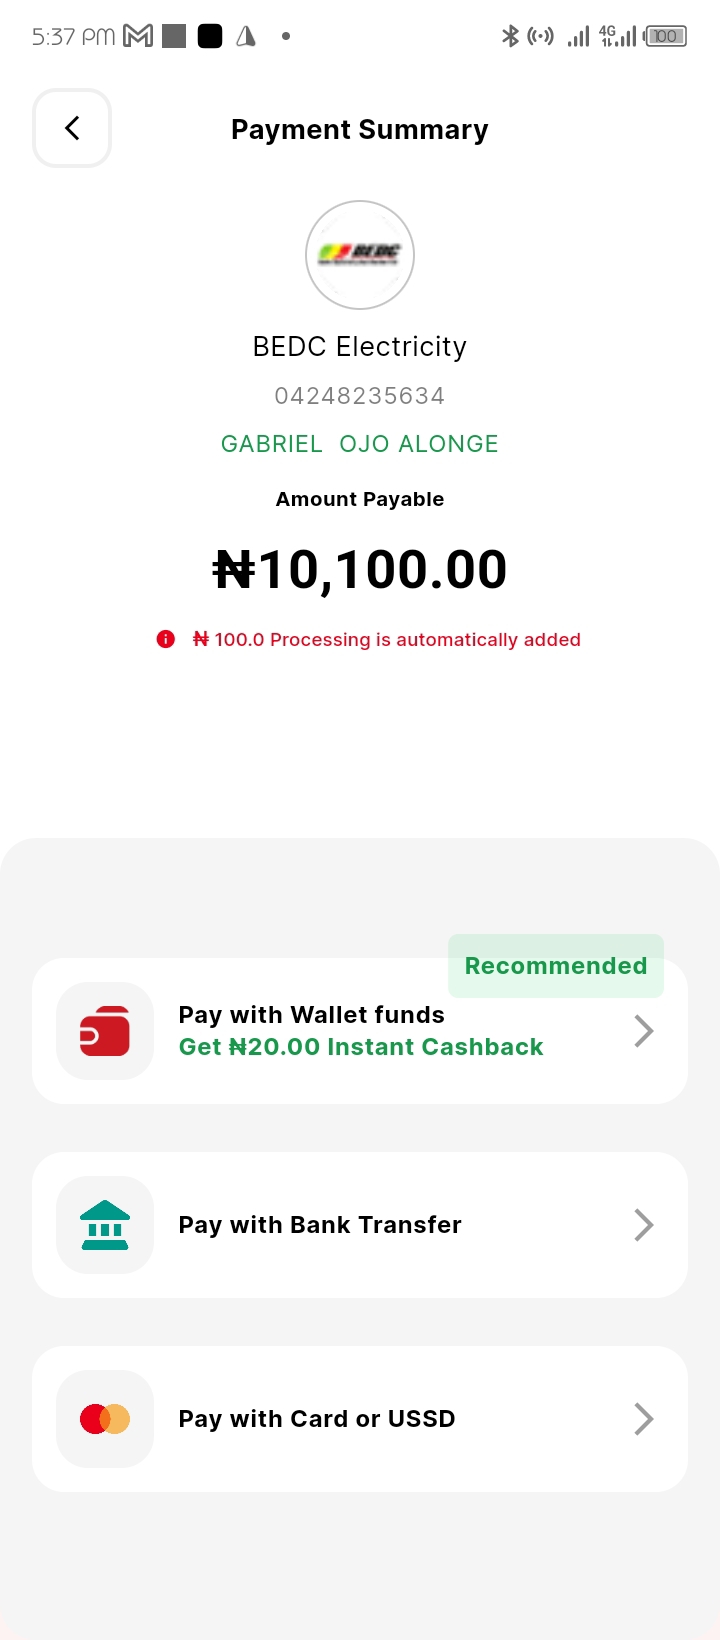 5:37 PM
4G
100
Payment Summary
BEDC
BEDC Electricity
04248235634
GABRIEL OJO ALONGE
Amount Payable
₦10,100.00
₦ 100.0 Processing is automatically added
Recommended
Pay with Wallet funds
Get ₦20.00 Instant Cashback
Pay with Bank Transfer
Pay with Card or USSD